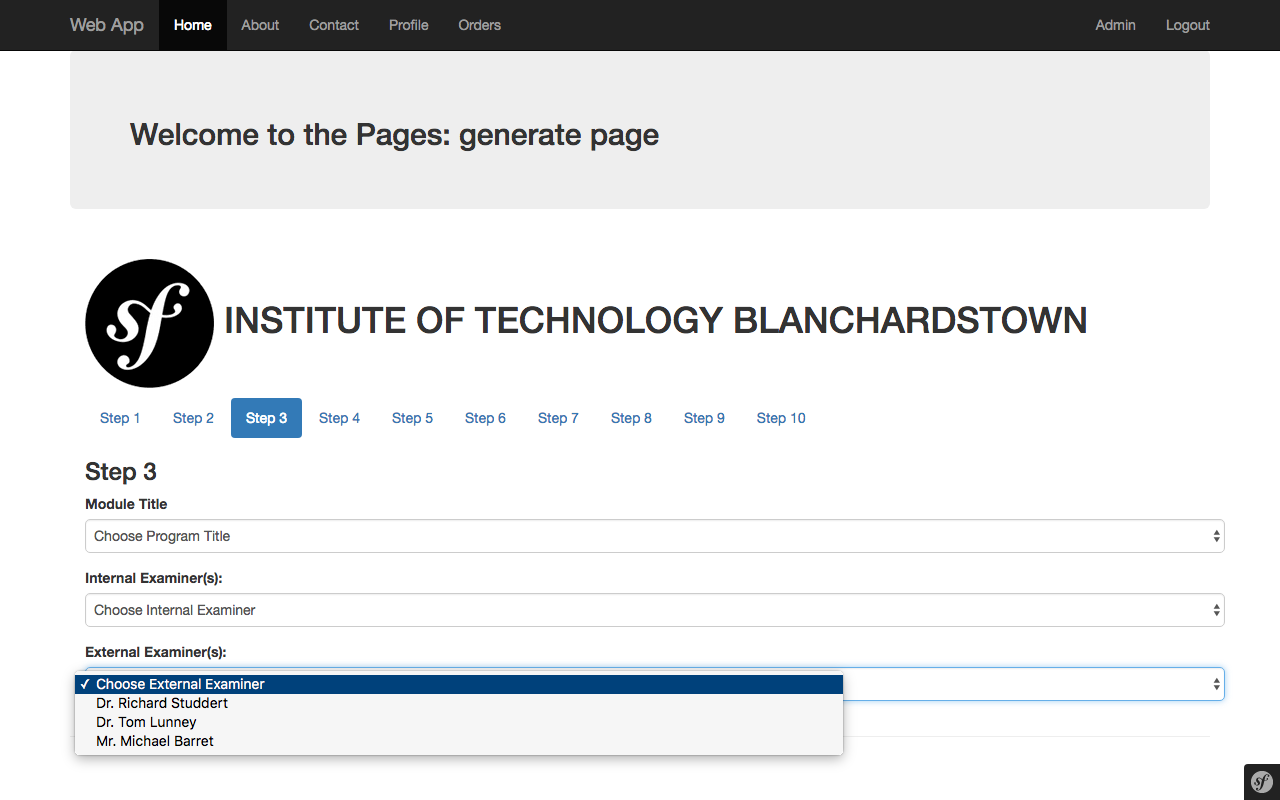 Web App Home About Contact Profile Orders Admin Logout
Welcome to the Pages: generate page
sf INSTITUTE OF TECHNOLOGY BLANCHARDSTOWN
Step 1 Step 2 Step 3 Step 4 Step 5 Step 6 Step 7 Step 8 Step 9 Step 10
Step 3
Module Title
Choose Program Title
Internal Examiner(s):
Choose Internal Examiner
External Examiner(s):
✓ Choose External Examiner
Dr. Richard Studdert
Dr. Tom Lunney
Mr. Michael Barret
sf